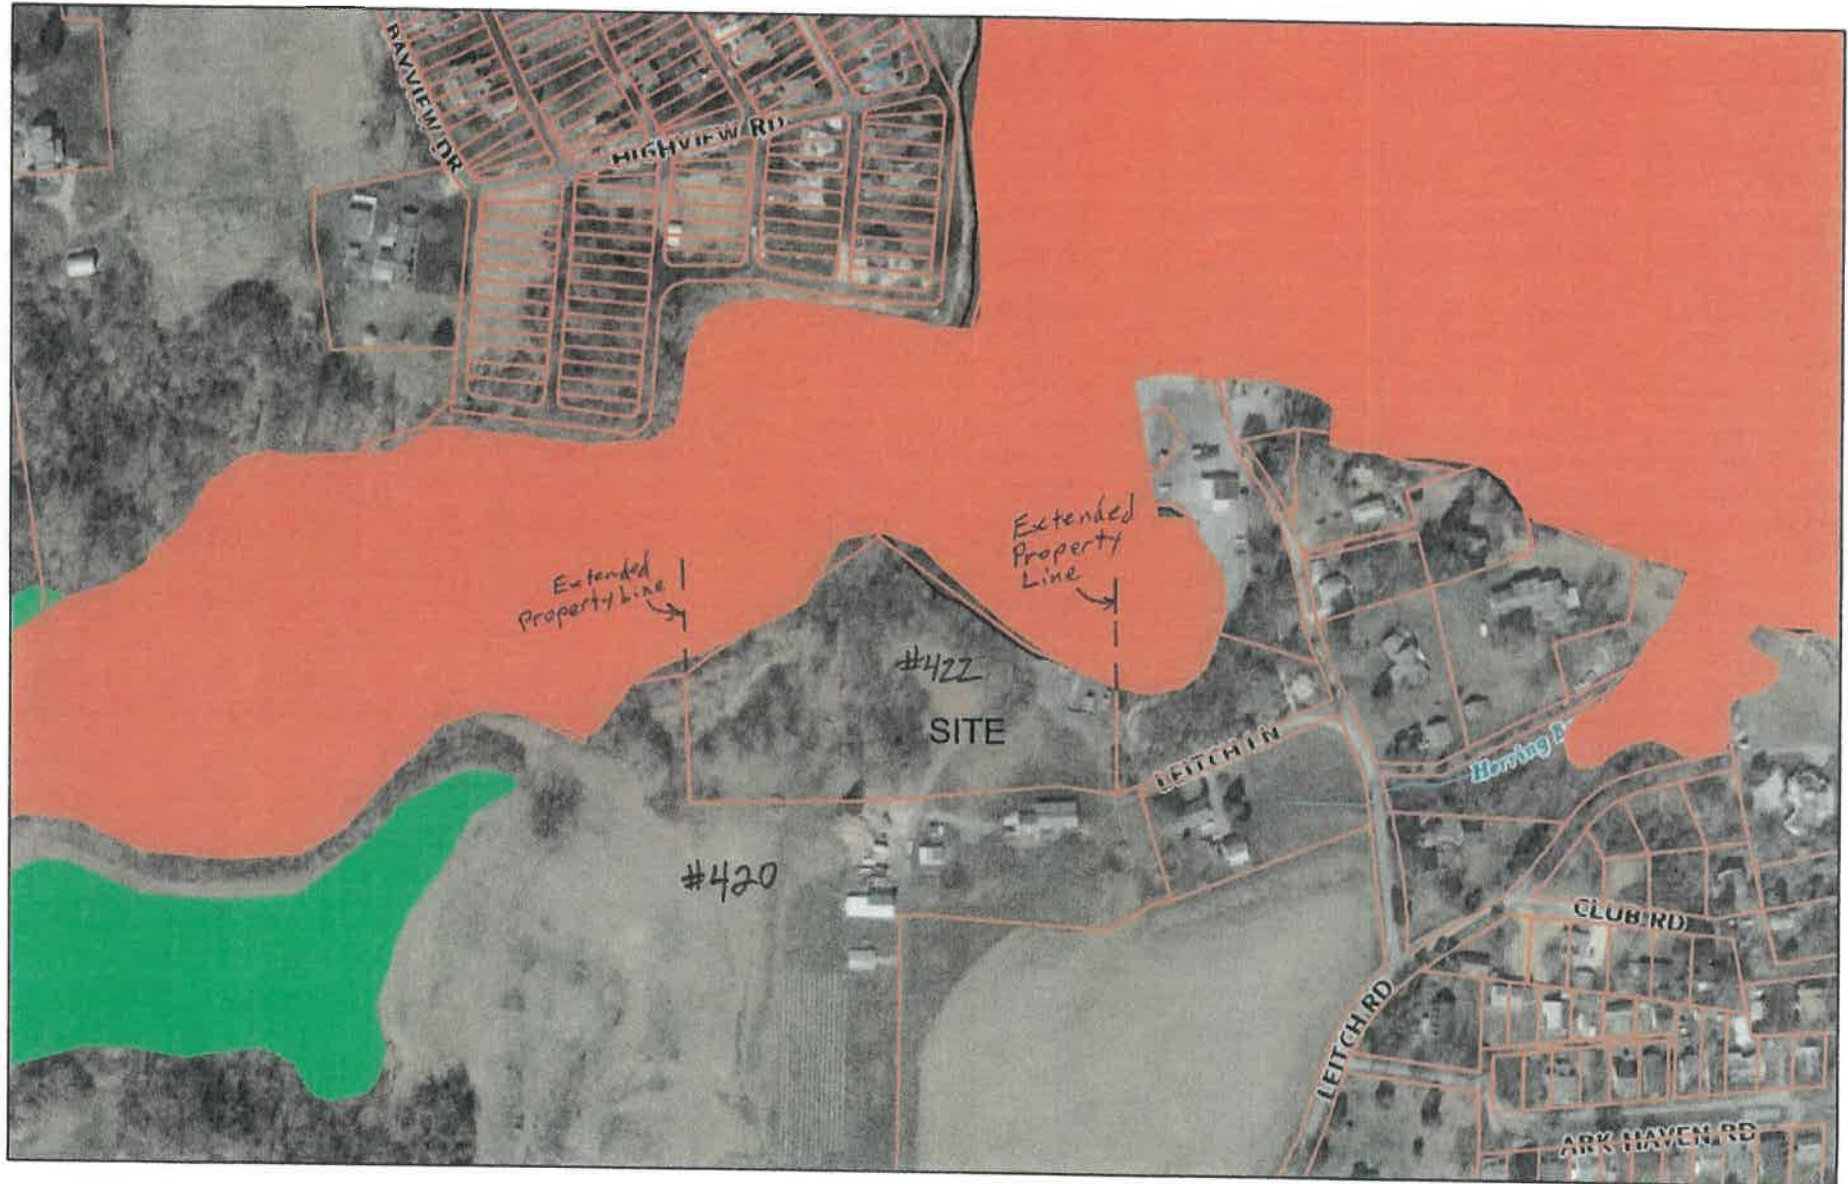 BAYVIEW DR
HIGHVIEW RD
Extended
Property Line
Extended
Property
Line
#422
SITE
LEITCH LN
Herring B
#420
CLUB RD
LEITCH RD
ARK HAVEN RD